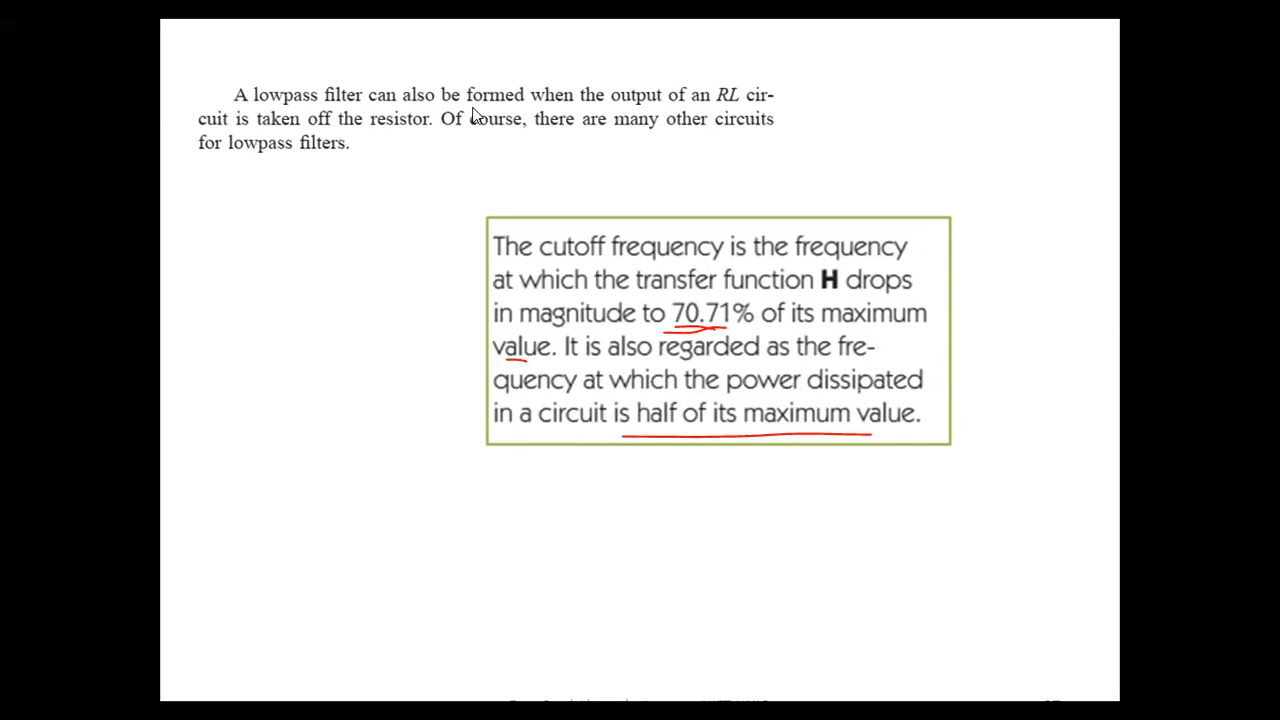 A lowpass filter can also be formed when the output of an RL cir-
cuit is taken off the resistor. Of course, there are many other circuits
for lowpass filters.
The cutoff frequency is the frequency
at which the transfer function H drops
in magnitude to 70.71% of its maximum
value. It is also regarded as the fre-
quency at which the power dissipated
in a circuit is half of its maximum value.